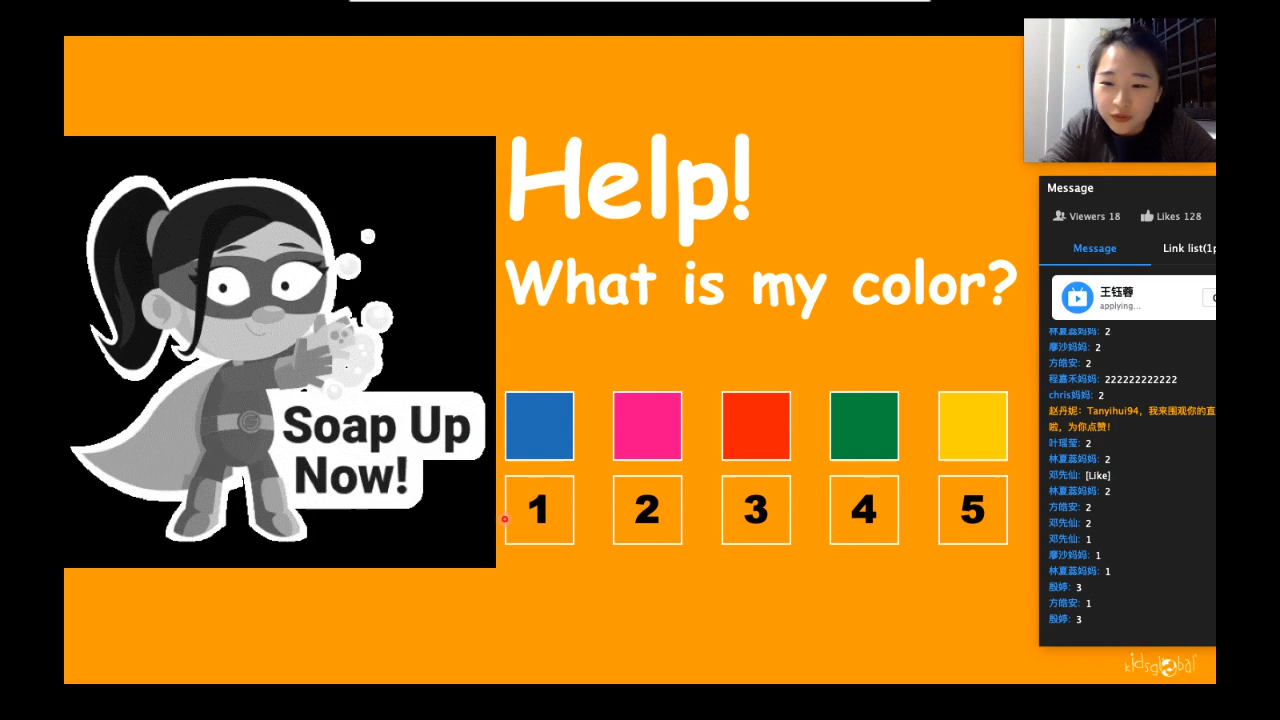 Help!
What is my color?
Soap Up
Now!
1 2 3 4 5
Message
Viewers 18 Likes 128
Message Link list(1p
王钰蓉
applying...
林夏蕊妈妈: 2
廖沙妈妈: 2
方皓安: 2
程嘉禾妈妈: 222222222222
chris妈妈: 2
赵丹妮: Tanyihui94, 我来围观你的直
啦, 为你点赞!
叶瑶莹: 2
林夏蕊妈妈: 2
邓先仙: [Like]
林夏蕊妈妈: 2
方皓安: 2
邓先仙: 2
邓先仙: 1
廖沙妈妈: 1
林夏蕊妈妈: 1
殷婷: 3
方皓安: 1
殷婷: 3
kidsglobal